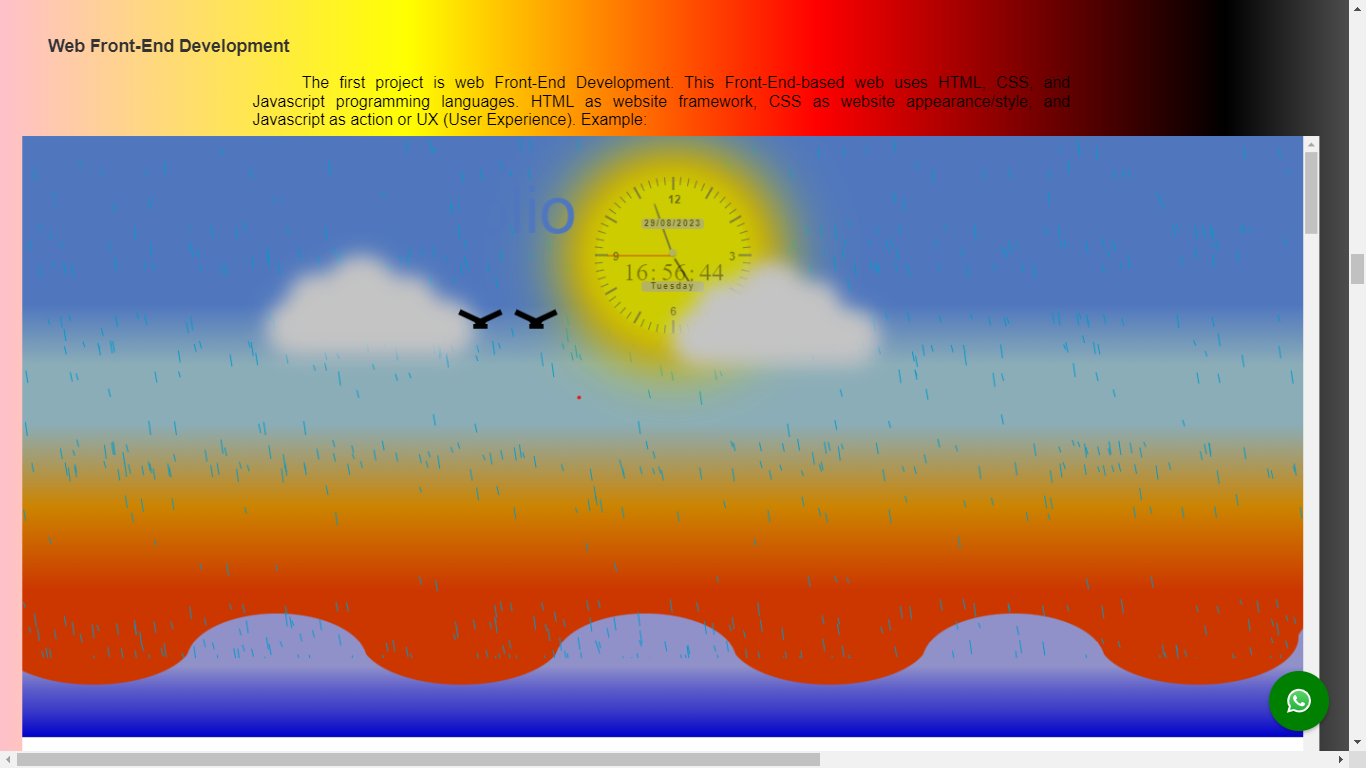 Web Front-End Development
The first project is web Front-End Development. This Front-End-based web uses HTML, CSS, and
Javascript programming languages. HTML as website framework, CSS as website appearance/style, and
Javascript as action or UX (User Experience). Example:
lio
12
29/08/2023
9
3
16:56:44
Tuesday
6